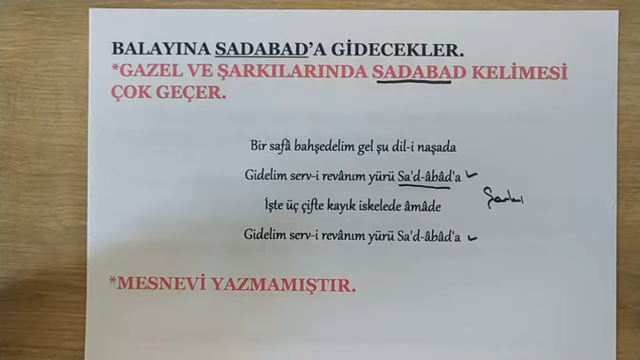 BALAYINA SADABAD'A GİDECEKLER.
*GAZEL VE ŞARKILARINDA SADABAD KELİMESİ
ÇOK GEÇER.
Bir safâ bahşedelim gel şu dil-i naşada
Gidelim serv-i revânım yürü Sa'd-âbâd'a
İşte üç çifte kayık iskelede âmâde
Gidelim serv-i revânım yürü Sa'd-âbâd'a
Şarkı
*MESNEVİ YAZMAMIŞTIR.